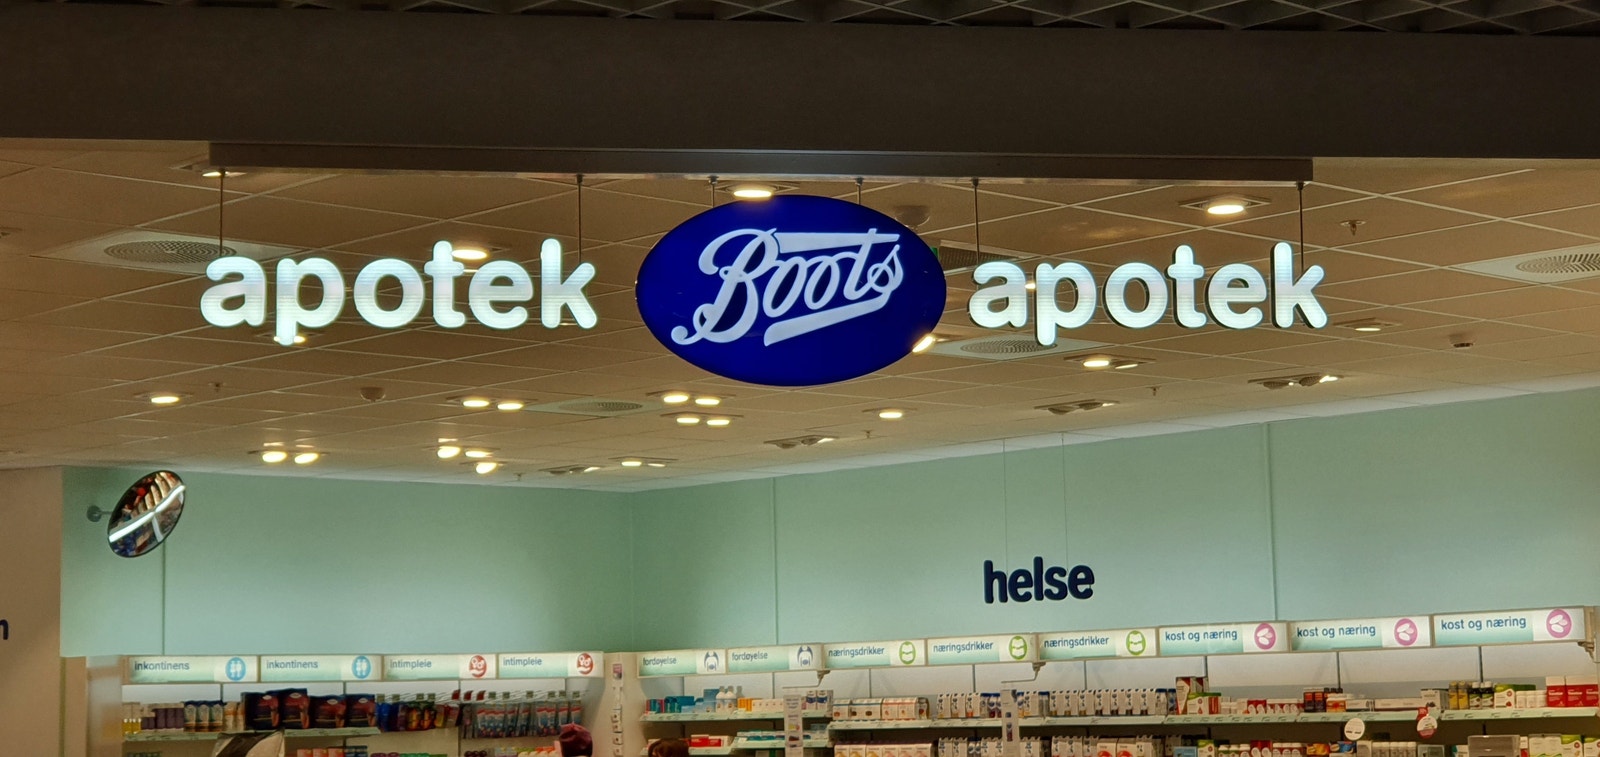 apotek Boots apotek
helse
inkontinens inkontinens intimpleie intimpleie fordøyelse fordøyelse næringsdrikker næringsdrikker næringsdrikker kost og næring kost og næring kost og næring